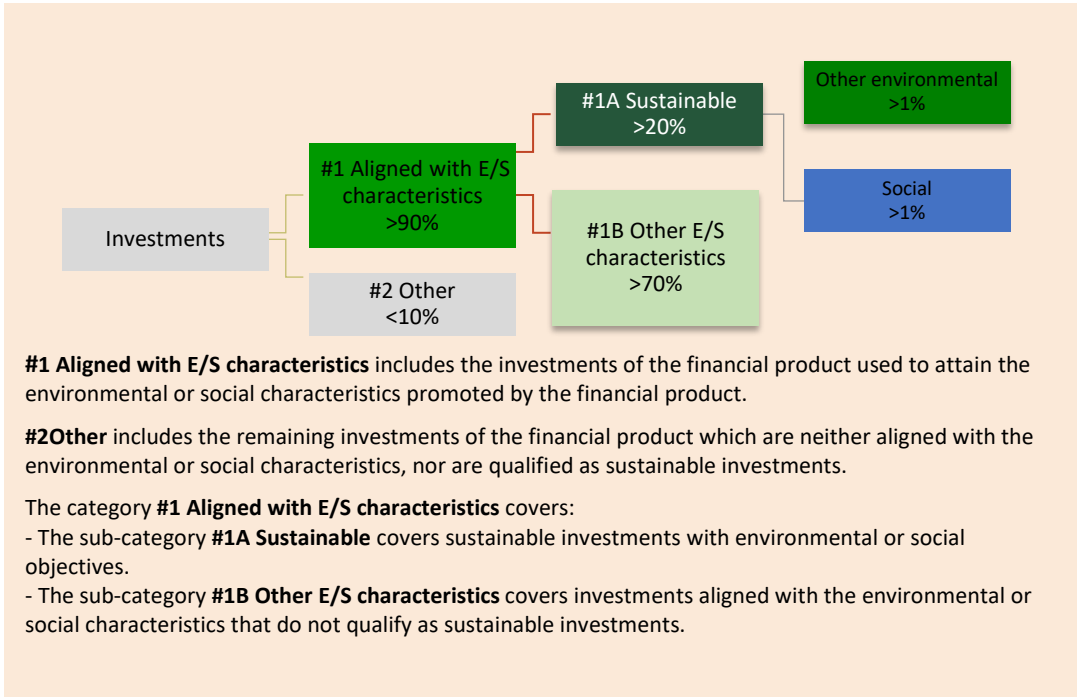 Investments
#1 Aligned with E/S
characteristics
>90%
#2 Other
<10%
#1A Sustainable
>20%
#1B Other E/S
characteristics
>70%
Other environmental
>1%
Social
>1%
#1 Aligned with E/S characteristics includes the investments of the financial product used to attain the
environmental or social characteristics promoted by the financial product.
#2Other includes the remaining investments of the financial product which are neither aligned with the
environmental or social characteristics, nor are qualified as sustainable investments.
The category #1 Aligned with E/S characteristics covers:
- The sub-category #1A Sustainable covers sustainable investments with environmental or social
objectives.
- The sub-category #1B Other E/S characteristics covers investments aligned with the environmental or
social characteristics that do not qualify as sustainable investments.